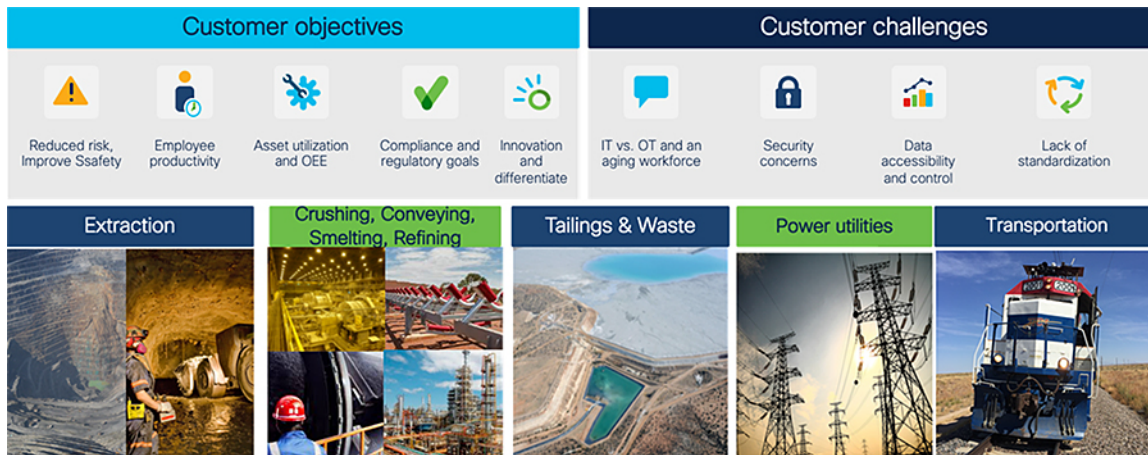 Customer objectives
Reduced risk,
Improve Ssafety
Employee
productivity
Asset utilization
and OEE
Compliance and
regulatory goals
Innovation
and
differentiate
Customer challenges
IT vs. OT and an
aging workforce
Security
concerns
Data
accessibility
and control
Lack of
standardization
Extraction
Crushing, Conveying,
Smelting, Refining
Tailings & Waste
Power utilities
Transportation
2001
2001